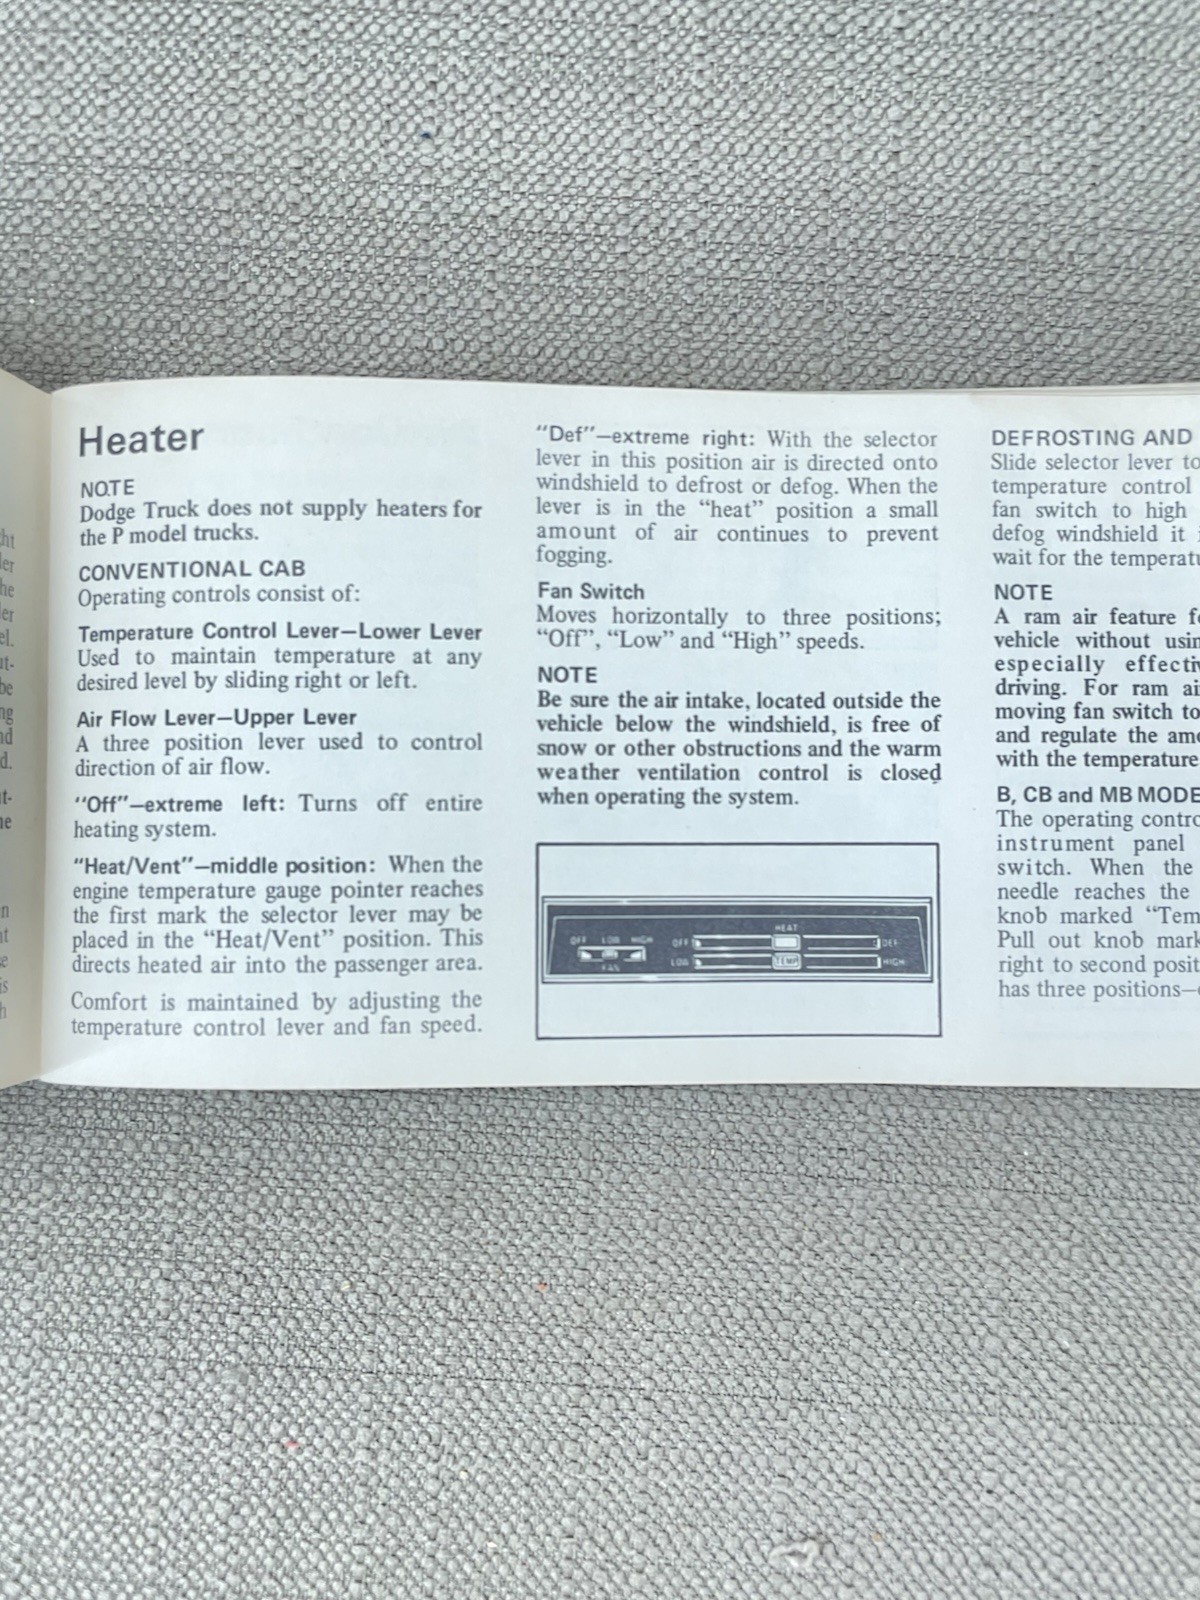 Heater
NOTE
Dodge Truck does not supply heaters for
the P model trucks.
CONVENTIONAL CAB
Operating controls consist of:
Temperature Control Lever—Lower Lever
Used to maintain temperature at any
desired level by sliding right or left.
Air Flow Lever—Upper Lever
A three position lever used to control
direction of air flow.
"Off"—extreme left: Turns off entire
heating system.
"Heat/Vent"—middle position: When the
engine temperature gauge pointer reaches
the first mark the selector lever may be
placed in the "Heat/Vent" position. This
directs heated air into the passenger area.
Comfort is maintained by adjusting the
temperature control lever and fan speed.
"Def"—extreme right: With the selector
lever in this position air is directed onto
windshield to defrost or defog. When the
lever is in the "heat" position a small
amount of air continues to prevent
fogging.
Fan Switch
Moves horizontally to three positions;
"Off", "Low" and "High" speeds.
NOTE
Be sure the air intake, located outside the
vehicle below the windshield, is free of
snow or other obstructions and the warm
weather ventilation control is closed
when operating the system.
OFF LOW HIGH
FAN
HEAT
OFF DEF
LOW TEMP HIGH
DEFROSTING AND
Slide selector lever to
temperature control
fan switch to high
defog windshield it
wait for the
NOTE
A ram air feature
vehicle without
especially
driving. For ram
moving fan switch to
and regulate the
with the temperature
B, CB and MB
The operating
instrument panel
switch. When the
needle reaches the
knob marked
Pull out knob
right to second
has three positions—